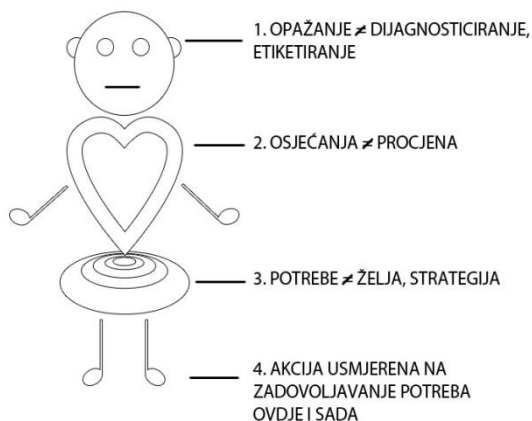 1. OPAŽANJE ≠ DIJAGNOSTICIRANJE,
ETIKETIRANJE
2. OSJEĆANJA ≠ PROCJENA
3. POTREBE ≠ ŽELJA, STRATEGIJA
4. AKCIJA USMJERENA NA
ZADOVOLJAVANJE POTREBA
OVDJE I SADA